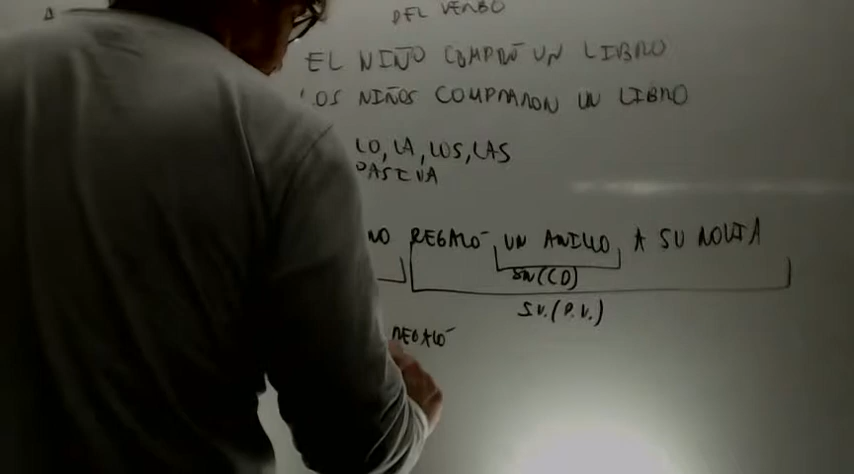 DEL VERBO
EL NIÑO COMPRÓ UN LIBRO
LOS NIÑOS COMPRARON UN LIBRO
LO, LA, LOS, LAS
PASIVA
NO REGALÓ UN ANILLO A SU NOVIA
SN(CD)
SV.(P.V.)
REGALÓ